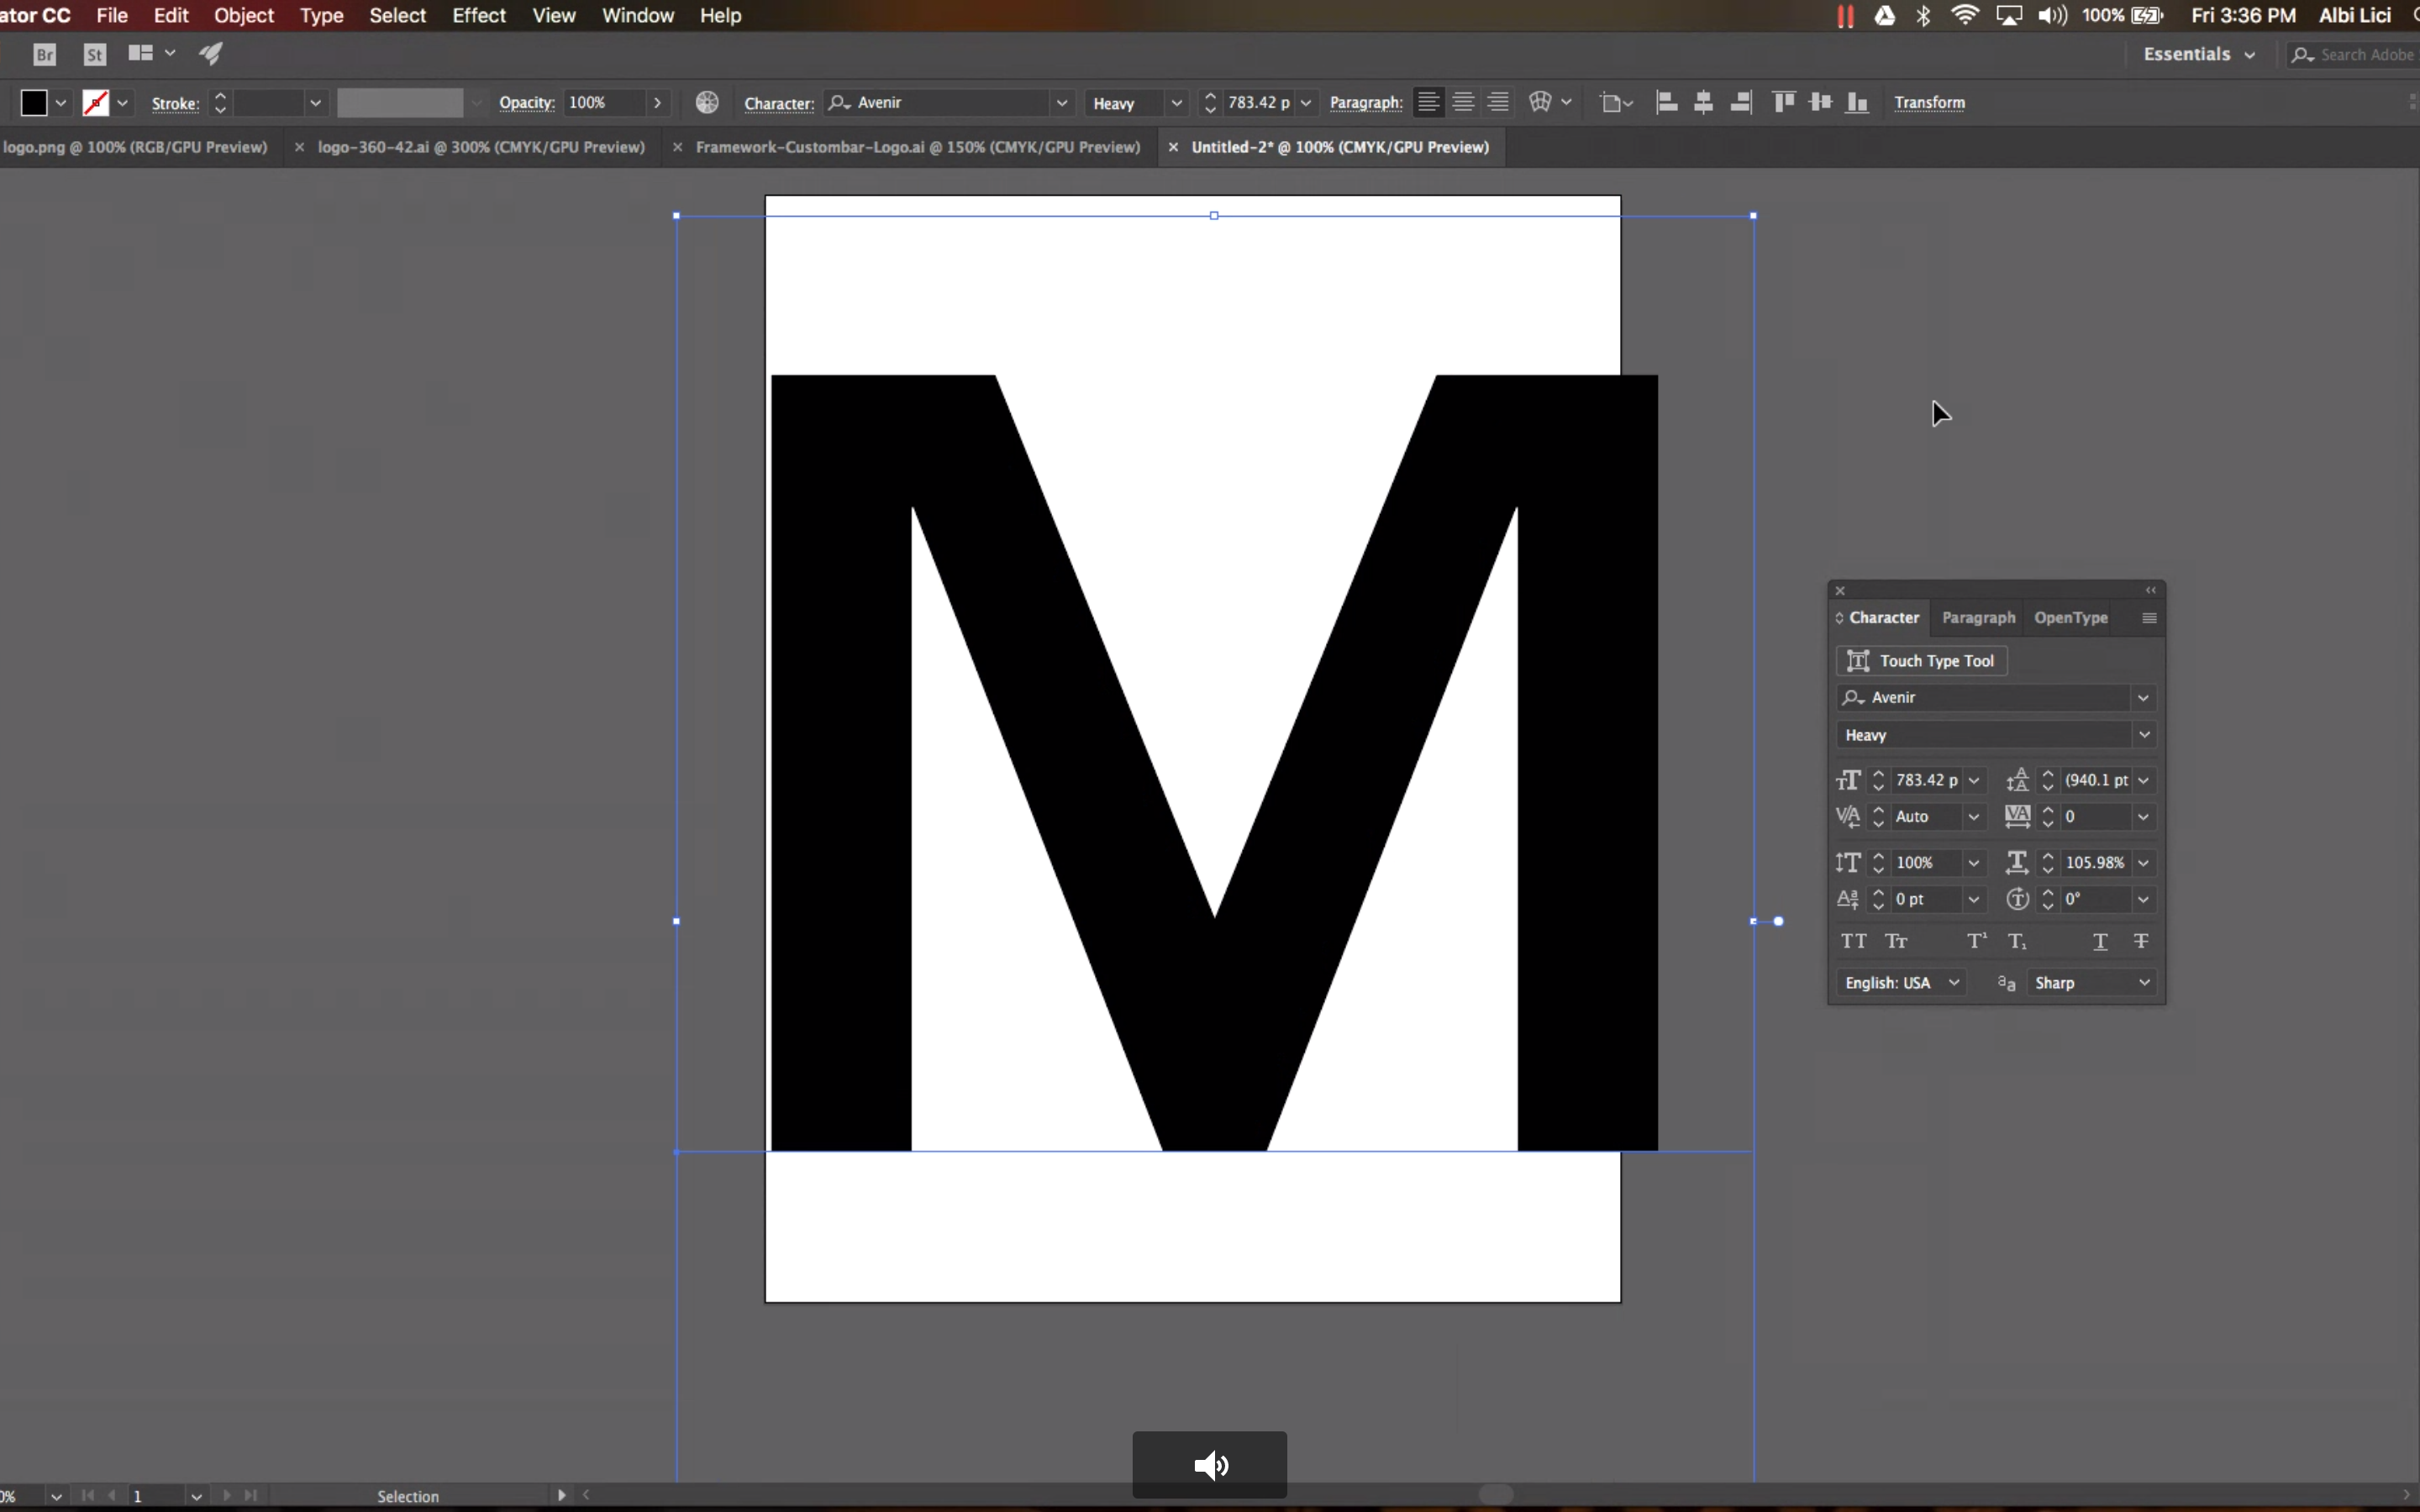 ator CC File Edit Object Type Select Effect View Window Help 100% Fri 3:36 PM Albi Lici
Br St Essentials Search Adobe
Stroke: Opacity: 100% Character: Avenir Heavy 783.42 p Paragraph: Transform
logo.png @ 100% (RGB/GPU Preview) × logo-360-42.ai @ 300% (CMYK/GPU Preview) × Framework-Custombar-Logo.ai @ 150% (CMYK/GPU Preview) × Untitled-2* @ 100% (CMYK/GPU Preview)
M
Character Paragraph OpenType
Touch Type Tool
Avenir
Heavy
783.42 p (940.1 pt
Auto 0
100% 105.98%
0 pt 0°
TT Tr T¹ T₁ T T
English: USA aa Sharp
0% 1 Selection